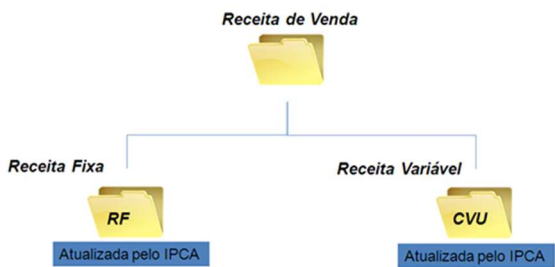 Receita de Venda
Receita Fixa
Receita Variável
RF
CVU
Atualizada pelo IPCA
Atualizada pelo IPCA